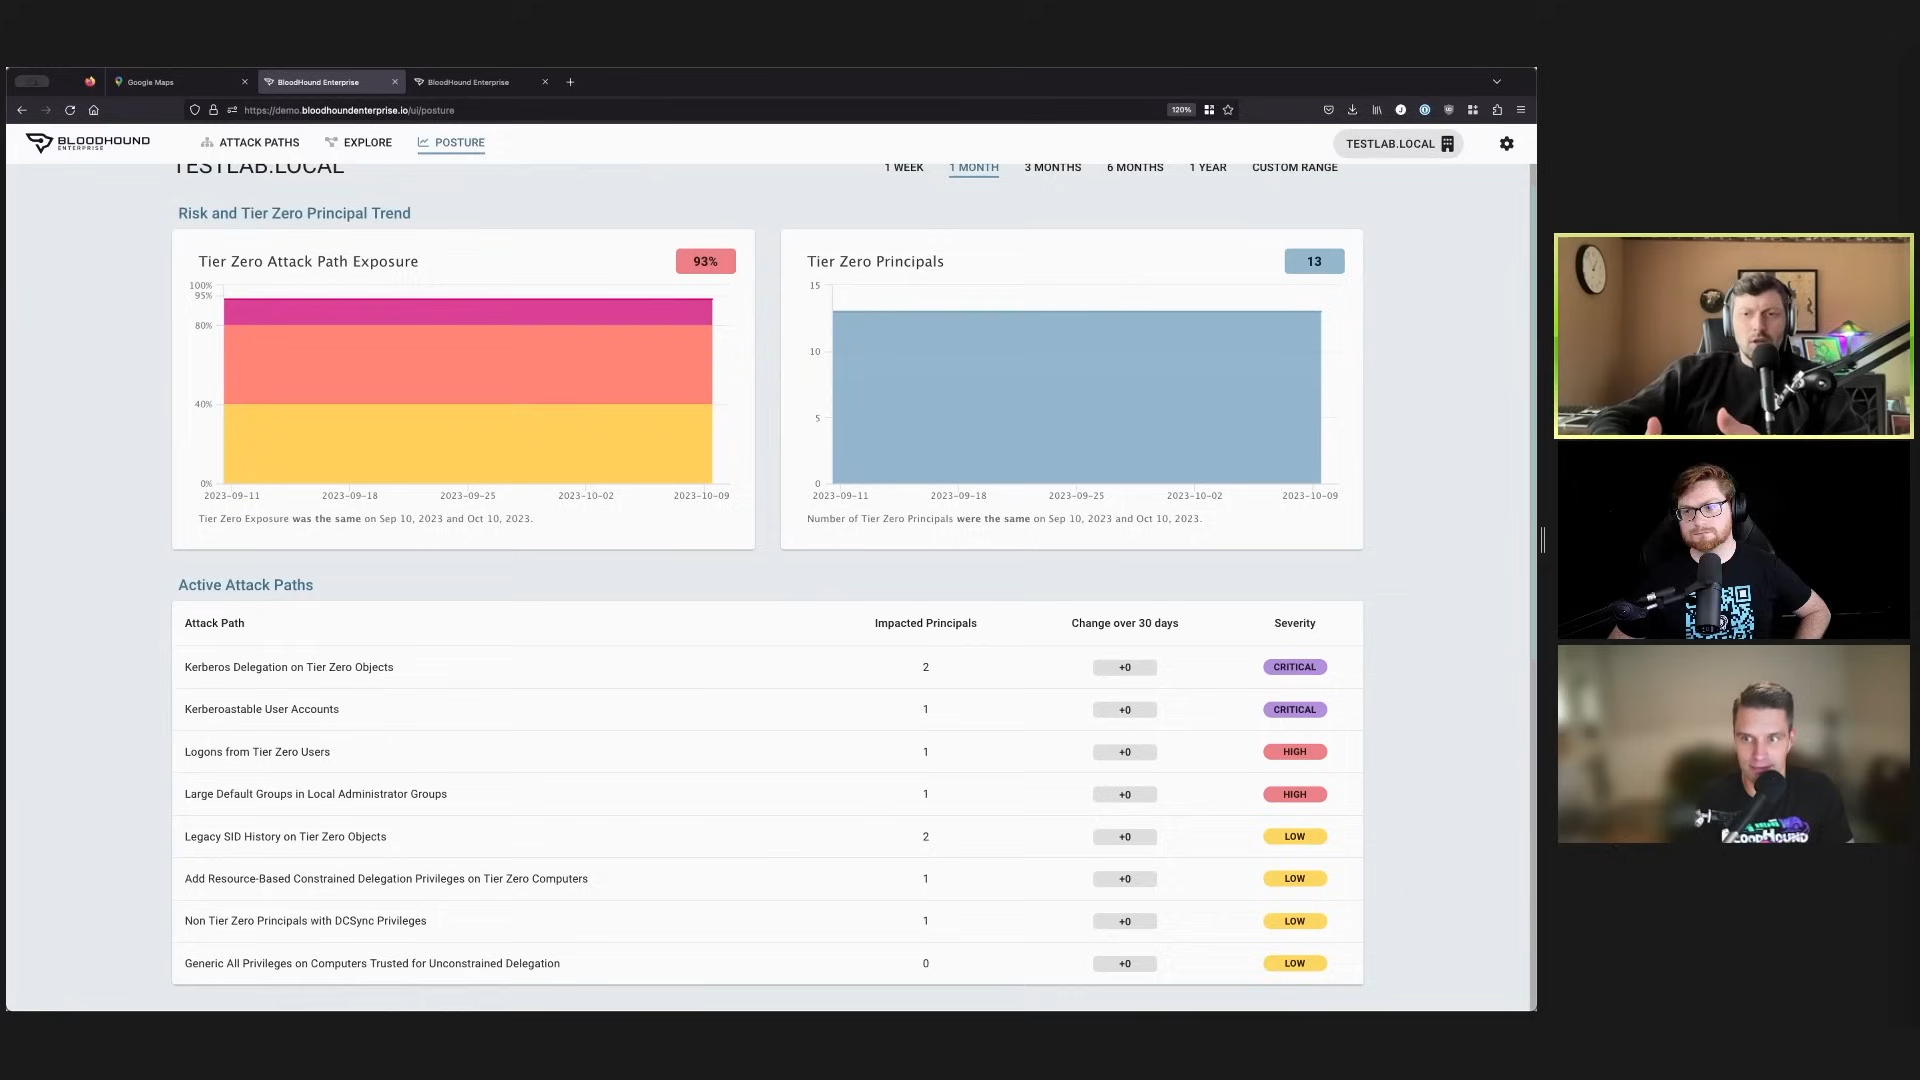 Google Maps
BloodHound Enterprise
BloodHound Enterprise
https://demo.bloodhoundenterprise.io/ui/posture
120%
BLOODHOUND
ENTERPRISE
ATTACK PATHS
EXPLORE
POSTURE
TESTLAB.LOCAL
TESTLAB.LOCAL
1 WEEK
1 MONTH
3 MONTHS
6 MONTHS
1 YEAR
CUSTOM RANGE
Risk and Tier Zero Principal Trend
Tier Zero Attack Path Exposure
93%
100%
95%
80%
40%
0%
2023-09-11
2023-09-18
2023-09-25
2023-10-02
2023-10-09
Tier Zero Exposure was the same on Sep 10, 2023 and Oct 10, 2023.
Tier Zero Principals
13
15
10
5
0
2023-09-11
2023-09-18
2023-09-25
2023-10-02
2023-10-09
Number of Tier Zero Principals were the same on Sep 10, 2023 and Oct 10, 2023.
Active Attack Paths
Attack Path Impacted Principals Change over 30 days Severity
Kerberos Delegation on Tier Zero Objects 2 +0 CRITICAL
Kerberoastable User Accounts 1 +0 CRITICAL
Logons from Tier Zero Users 1 +0 HIGH
Large Default Groups in Local Administrator Groups 1 +0 HIGH
Legacy SID History on Tier Zero Objects 2 +0 LOW
Add Resource-Based Constrained Delegation Privileges on Tier Zero Computers 1 +0 LOW
Non Tier Zero Principals with DCSync Privileges 1 +0 LOW
Generic All Privileges on Computers Trusted for Unconstrained Delegation 0 +0 LOW
BLOODHOUND